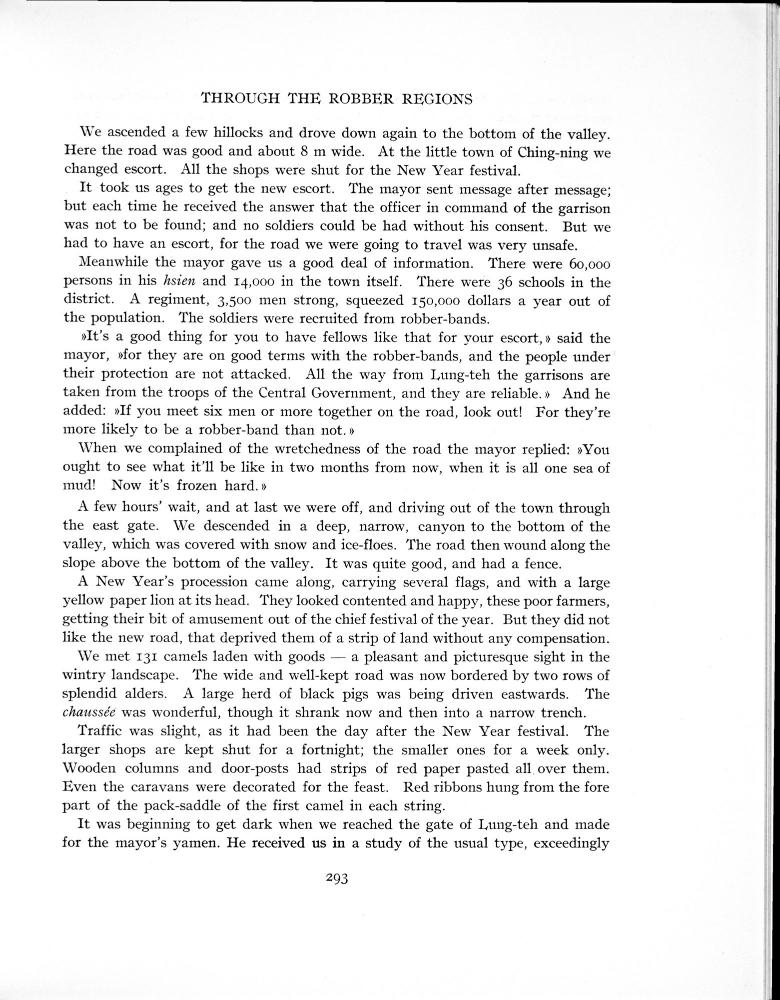 THROUGH THE ROBBER REGIONS
We ascended a few hillocks and drove down again to the bottom of the valley.
Here the road was good and about 8 m wide. At the little town of Ching-ning we
changed escort. All the shops were shut for the New Year festival.
It took us ages to get the new escort. The mayor sent message after message;
but each time he received the answer that the officer in command of the garrison
was not to be found; and no soldiers could be had without his consent. But we
had to have an escort, for the road we were going to travel was very unsafe.
Meanwhile the mayor gave us a good deal of information. There were 60,000
persons in his hsien and 14,000 in the town itself. There were 36 schools in the
district. A regiment, 3,500 men strong, squeezed 150,000 dollars a year out of
the population. The soldiers were recruited from robber-bands.
»It's a good thing for you to have fellows like that for your escort,» said the
mayor, »for they are on good terms with the robber-bands, and the people under
their protection are not attacked. All the way from Lung-teh the garrisons are
taken from the troops of the Central Government, and they are reliable.» And he
added: »If you meet six men or more together on the road, look out! For they're
more likely to be a robber-band than not.»
When we complained of the wretchedness of the road the mayor replied: »You
ought to see what it'll be like in two months from now, when it is all one sea of
mud! Now it's frozen hard.»
A few hours' wait, and at last we were off, and driving out of the town through
the east gate. We descended in a deep, narrow, canyon to the bottom of the
valley, which was covered with snow and ice-floes. The road then wound along the
slope above the bottom of the valley. It was quite good, and had a fence.
A New Year's procession came along, carrying several flags, and with a large
yellow paper lion at its head. They looked contented and happy, these poor farmers,
getting their bit of amusement out of the chief festival of the year. But they did not
like the new road, that deprived them of a strip of land without any compensation.
We met 131 camels laden with goods — a pleasant and picturesque sight in the
wintry landscape. The wide and well-kept road was now bordered by two rows of
splendid alders. A large herd of black pigs was being driven eastwards. The
chaussée was wonderful, though it shrank now and then into a narrow trench.
Traffic was slight, as it had been the day after the New Year festival. The
larger shops are kept shut for a fortnight; the smaller ones for a week only.
Wooden columns and door-posts had strips of red paper pasted all over them.
Even the caravans were decorated for the feast. Red ribbons hung from the fore
part of the pack-saddle of the first camel in each string.
It was beginning to get dark when we reached the gate of Lung-teh and made
for the mayor's yamen. He received us in a study of the usual type, exceedingly
293